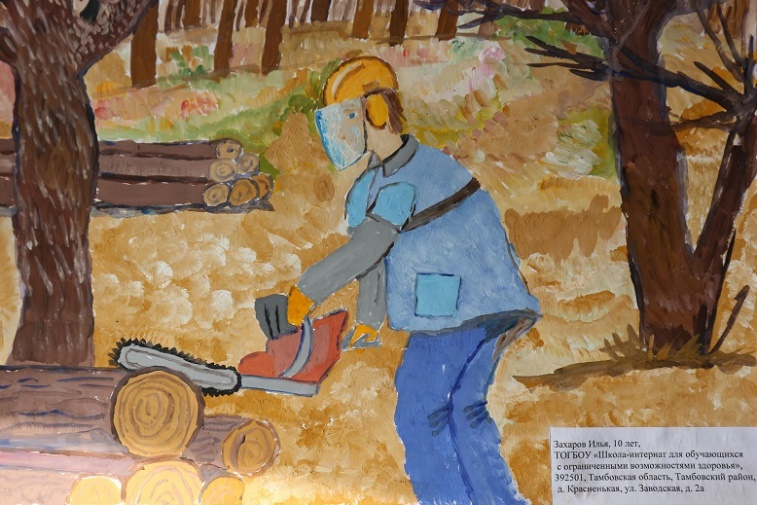 Захаров Илья, 10 лет,
ТОГБОУ «Школа-интернат для обучающихся
с ограниченными возможностями здоровья»,
392501, Тамбовская область, Тамбовский район,
д. Красненькая, ул. Заводская, д. 2а